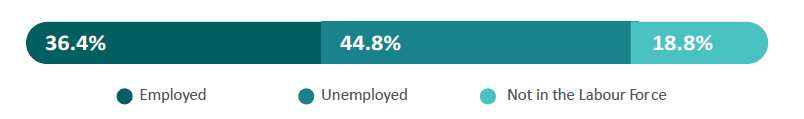 36.4% 44.8% 18.8%
Employed Unemployed Not in the Labour Force